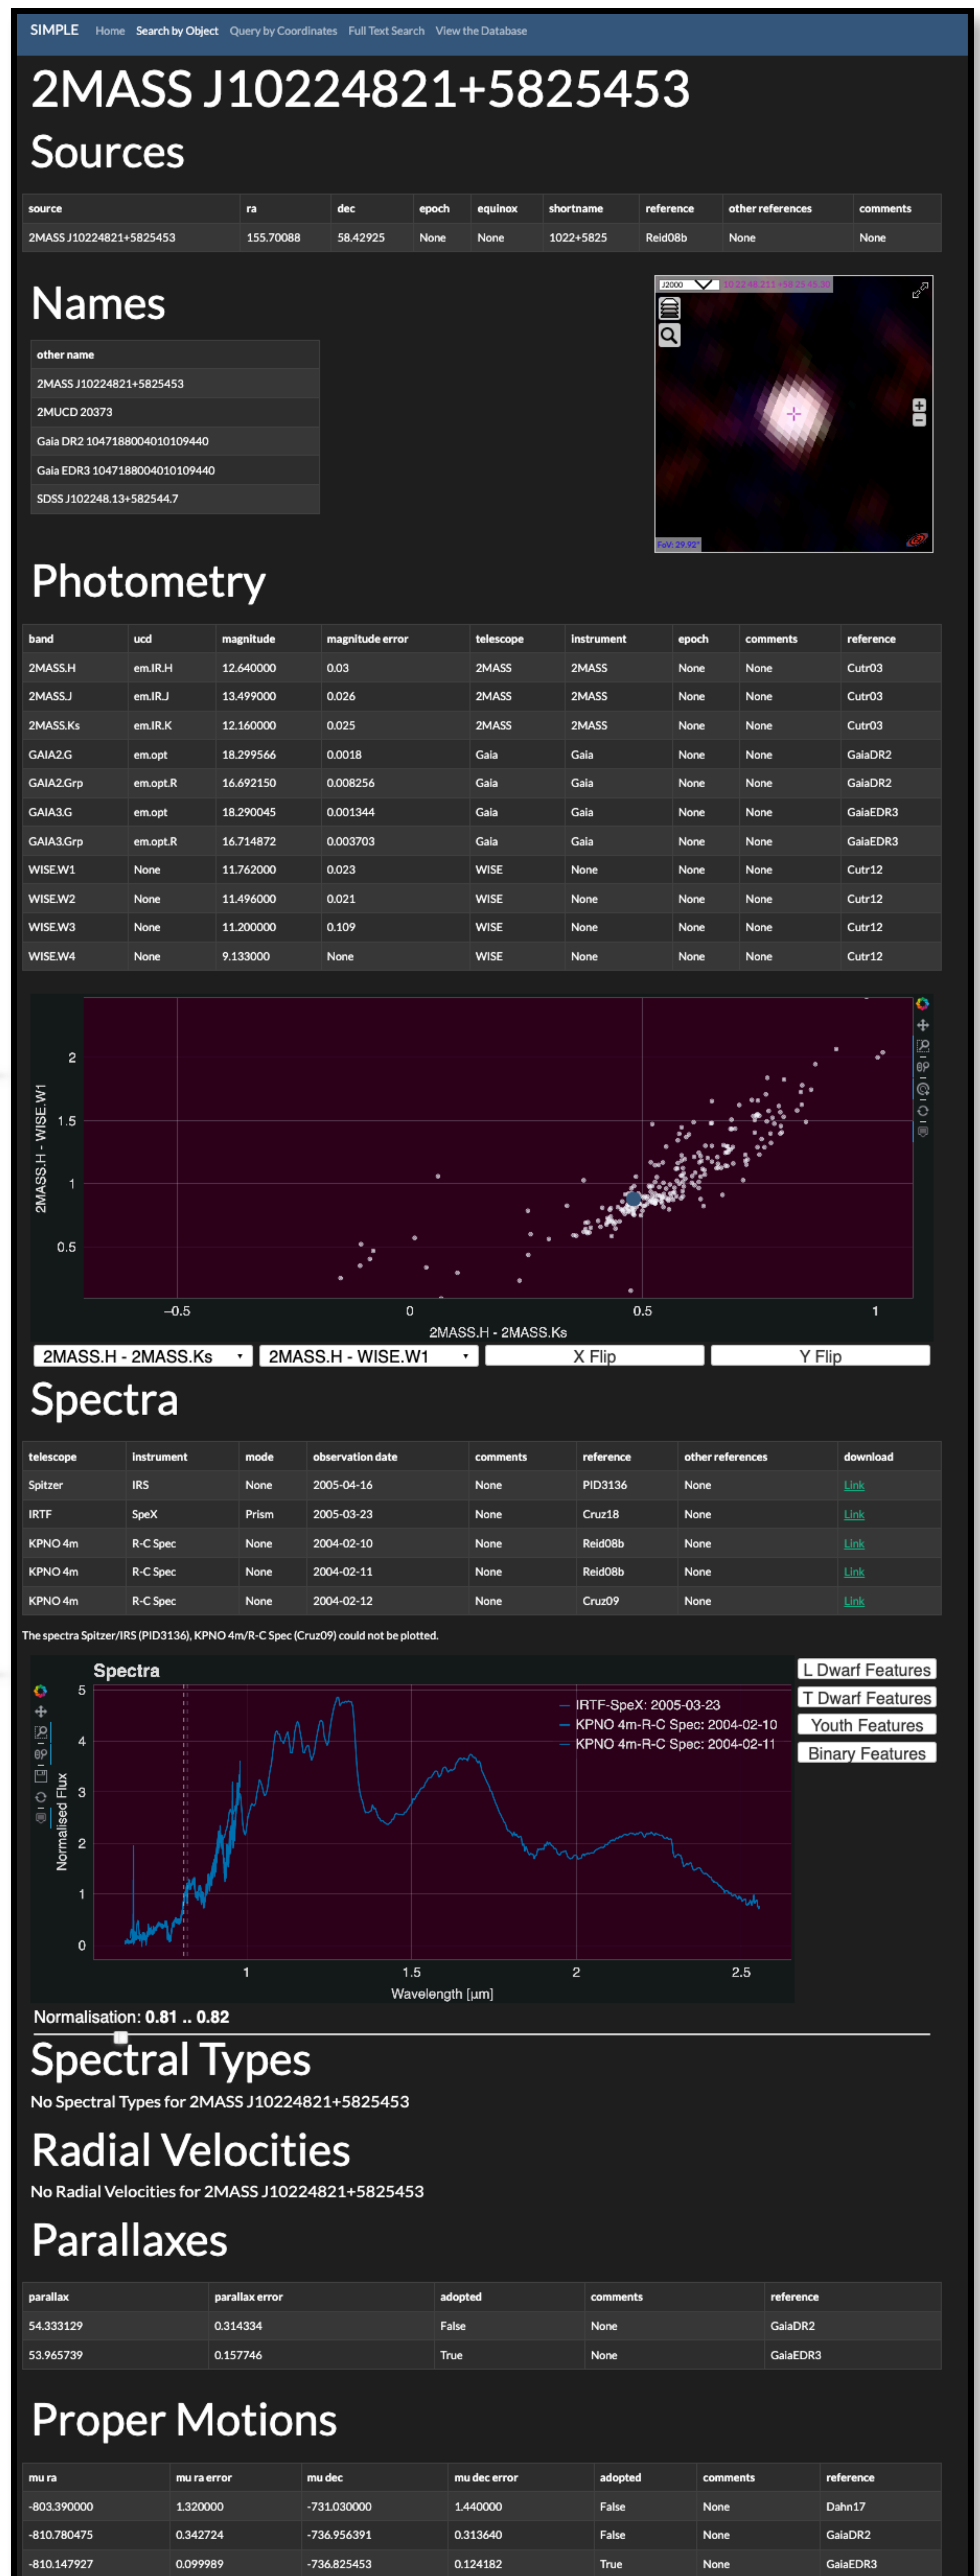 SIMPLE Home Search by Object Query by Coordinates Full Text Search View the Database
2MASS J10224821+5825453
Sources
source ra dec epoch equinox shortname reference other references comments
2MASS J10224821+5825453 155.70088 58.42925 None None 1022+5825 Reid08b None None
Names
other name
2MASS J10224821+5825453
2MUCD 20373
Gaia DR2 1047188004010109440
Gaia EDR3 1047188004010109440
SDSS J102248.13+582544.7
J2000 10 22 48.211 +58 25 45.30
+
−
FoV: 29.92"
Photometry
band ucd magnitude magnitude error telescope instrument epoch comments reference
2MASS.H em.IR.H 12.640000 0.03 2MASS 2MASS None None Cutr03
2MASS.J em.IR.J 13.499000 0.026 2MASS 2MASS None None Cutr03
2MASS.Ks em.IR.K 12.160000 0.025 2MASS 2MASS None None Cutr03
GAIA2.G em.opt 18.299566 0.0018 Gaia Gaia None None GaiaDR2
GAIA2.Grp em.opt.R 16.692150 0.008256 Gaia Gaia None None GaiaDR2
GAIA3.G em.opt 18.290045 0.001344 Gaia Gaia None None GaiaEDR3
GAIA3.Grp em.opt.R 16.714872 0.003703 Gaia Gaia None None GaiaEDR3
WISE.W1 None 11.762000 0.023 WISE None None None Cutr12
WISE.W2 None 11.496000 0.021 WISE None None None Cutr12
WISE.W3 None 11.200000 0.109 WISE None None None Cutr12
WISE.W4 None 9.133000 None WISE None None None Cutr12
2MASS.H - WISE.W1
2
1.5
1
0.5
−0.5 0 0.5 1
2MASS.H - 2MASS.Ks
2MASS.H - 2MASS.Ks 2MASS.H - WISE.W1 X Flip Y Flip
Spectra
telescope instrument mode observation date comments reference other references download
Spitzer IRS None 2005-04-16 None PID3136 None Link
IRTF SpeX Prism 2005-03-23 None Cruz18 None Link
KPNO 4m R-C Spec None 2004-02-10 None Reid08b None Link
KPNO 4m R-C Spec None 2004-02-11 None Reid08b None Link
KPNO 4m R-C Spec None 2004-02-12 None Cruz09 None Link
The spectra Spitzer/IRS (PID3136), KPNO 4m/R-C Spec (Cruz09) could not be plotted.
Spectra
Normalised Flux
5
4
3
2
1
0
IRTF-SpeX: 2005-03-23
KPNO 4m-R-C Spec: 2004-02-10
KPNO 4m-R-C Spec: 2004-02-11
1 1.5 2 2.5
Wavelength [μm]
L Dwarf Features
T Dwarf Features
Youth Features
Binary Features
Normalisation: 0.81 .. 0.82
Spectral Types
No Spectral Types for 2MASS J10224821+5825453
Radial Velocities
No Radial Velocities for 2MASS J10224821+5825453
Parallaxes
parallax parallax error adopted comments reference
54.333129 0.314334 False None GaiaDR2
53.965739 0.157746 True None GaiaEDR3
Proper Motions
mu ra mu ra error mu dec mu dec error adopted comments reference
-803.390000 1.320000 -731.030000 1.440000 False None Dahn17
-810.780475 0.342724 -736.956391 0.313640 False None GaiaDR2
-810.147927 0.099989 -736.825453 0.124182 True None GaiaEDR3